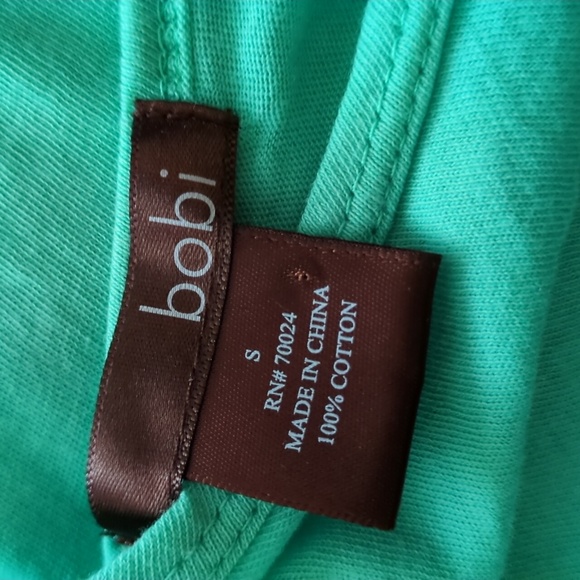 bobi
S
RN# 70024
MADE IN CHINA
100% COTTON